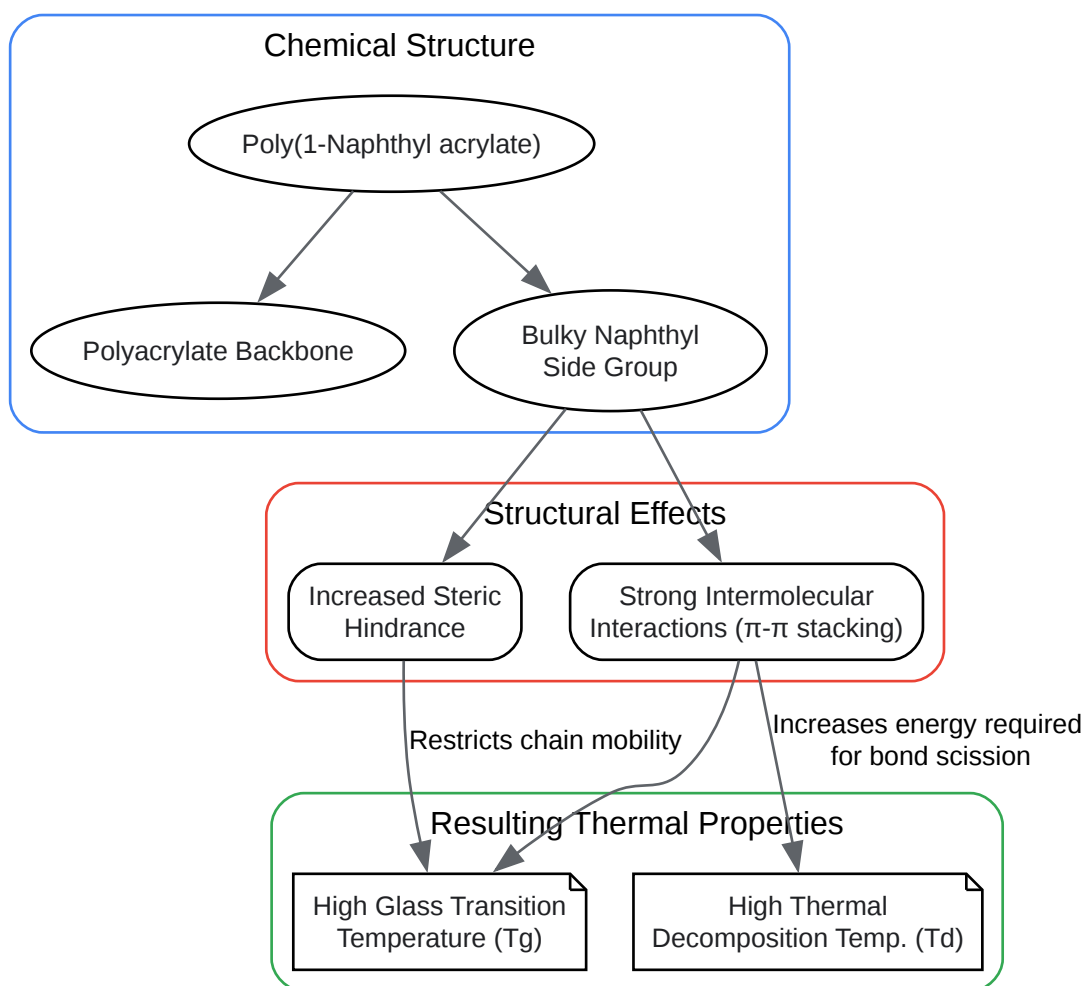 Chemical Structure
Poly(1-Naphthyl acrylate)
Polyacrylate Backbone
Bulky Naphthyl
Side Group
Structural Effects
Increased Steric
Hindrance
Strong Intermolecular
Interactions (π-π stacking)
Restricts chain mobility
Increases energy required
for bond scission
Resulting Thermal Properties
High Glass Transition
Temperature (Tg)
High Thermal
Decomposition Temp. (Td)